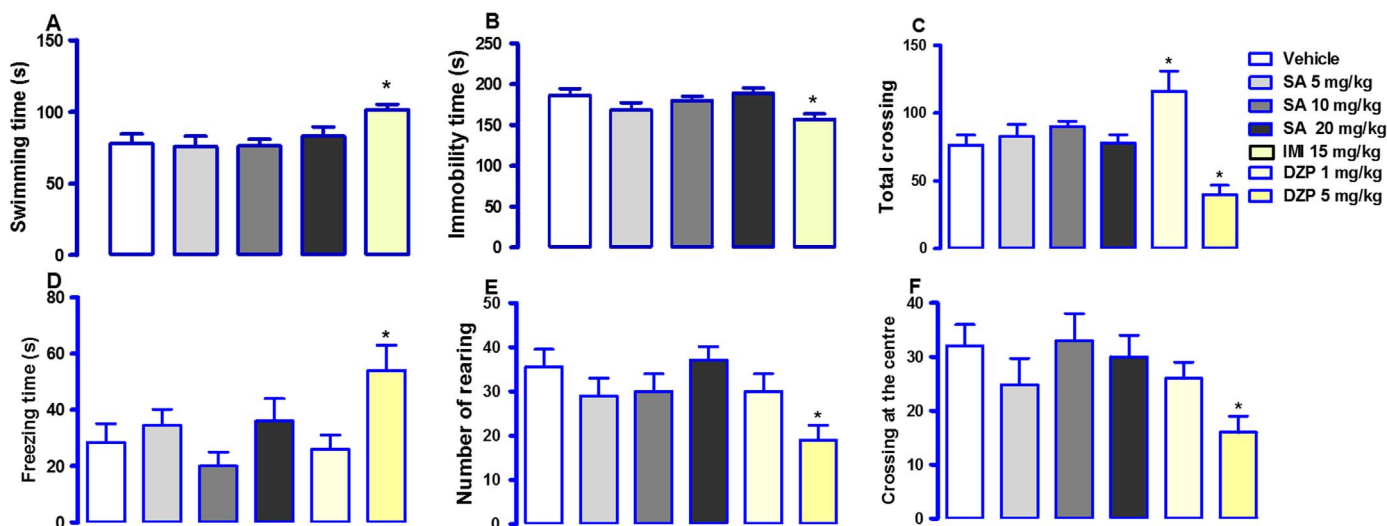 A
Swimming time (s)
150
100
50
0
*
B
Immobility time (s)
250
200
150
100
50
0
*
C
Total crossing
150
100
50
0
*
*
Vehicle
SA 5 mg/kg
SA 10 mg/kg
SA 20 mg/kg
IMI 15 mg/kg
DZP 1 mg/kg
DZP 5 mg/kg
D
Freezing time (s)
80
60
40
20
0
*
E
Number of rearing
50
40
30
20
10
0
*
F
Crossing at the centre
40
30
20
10
0
*